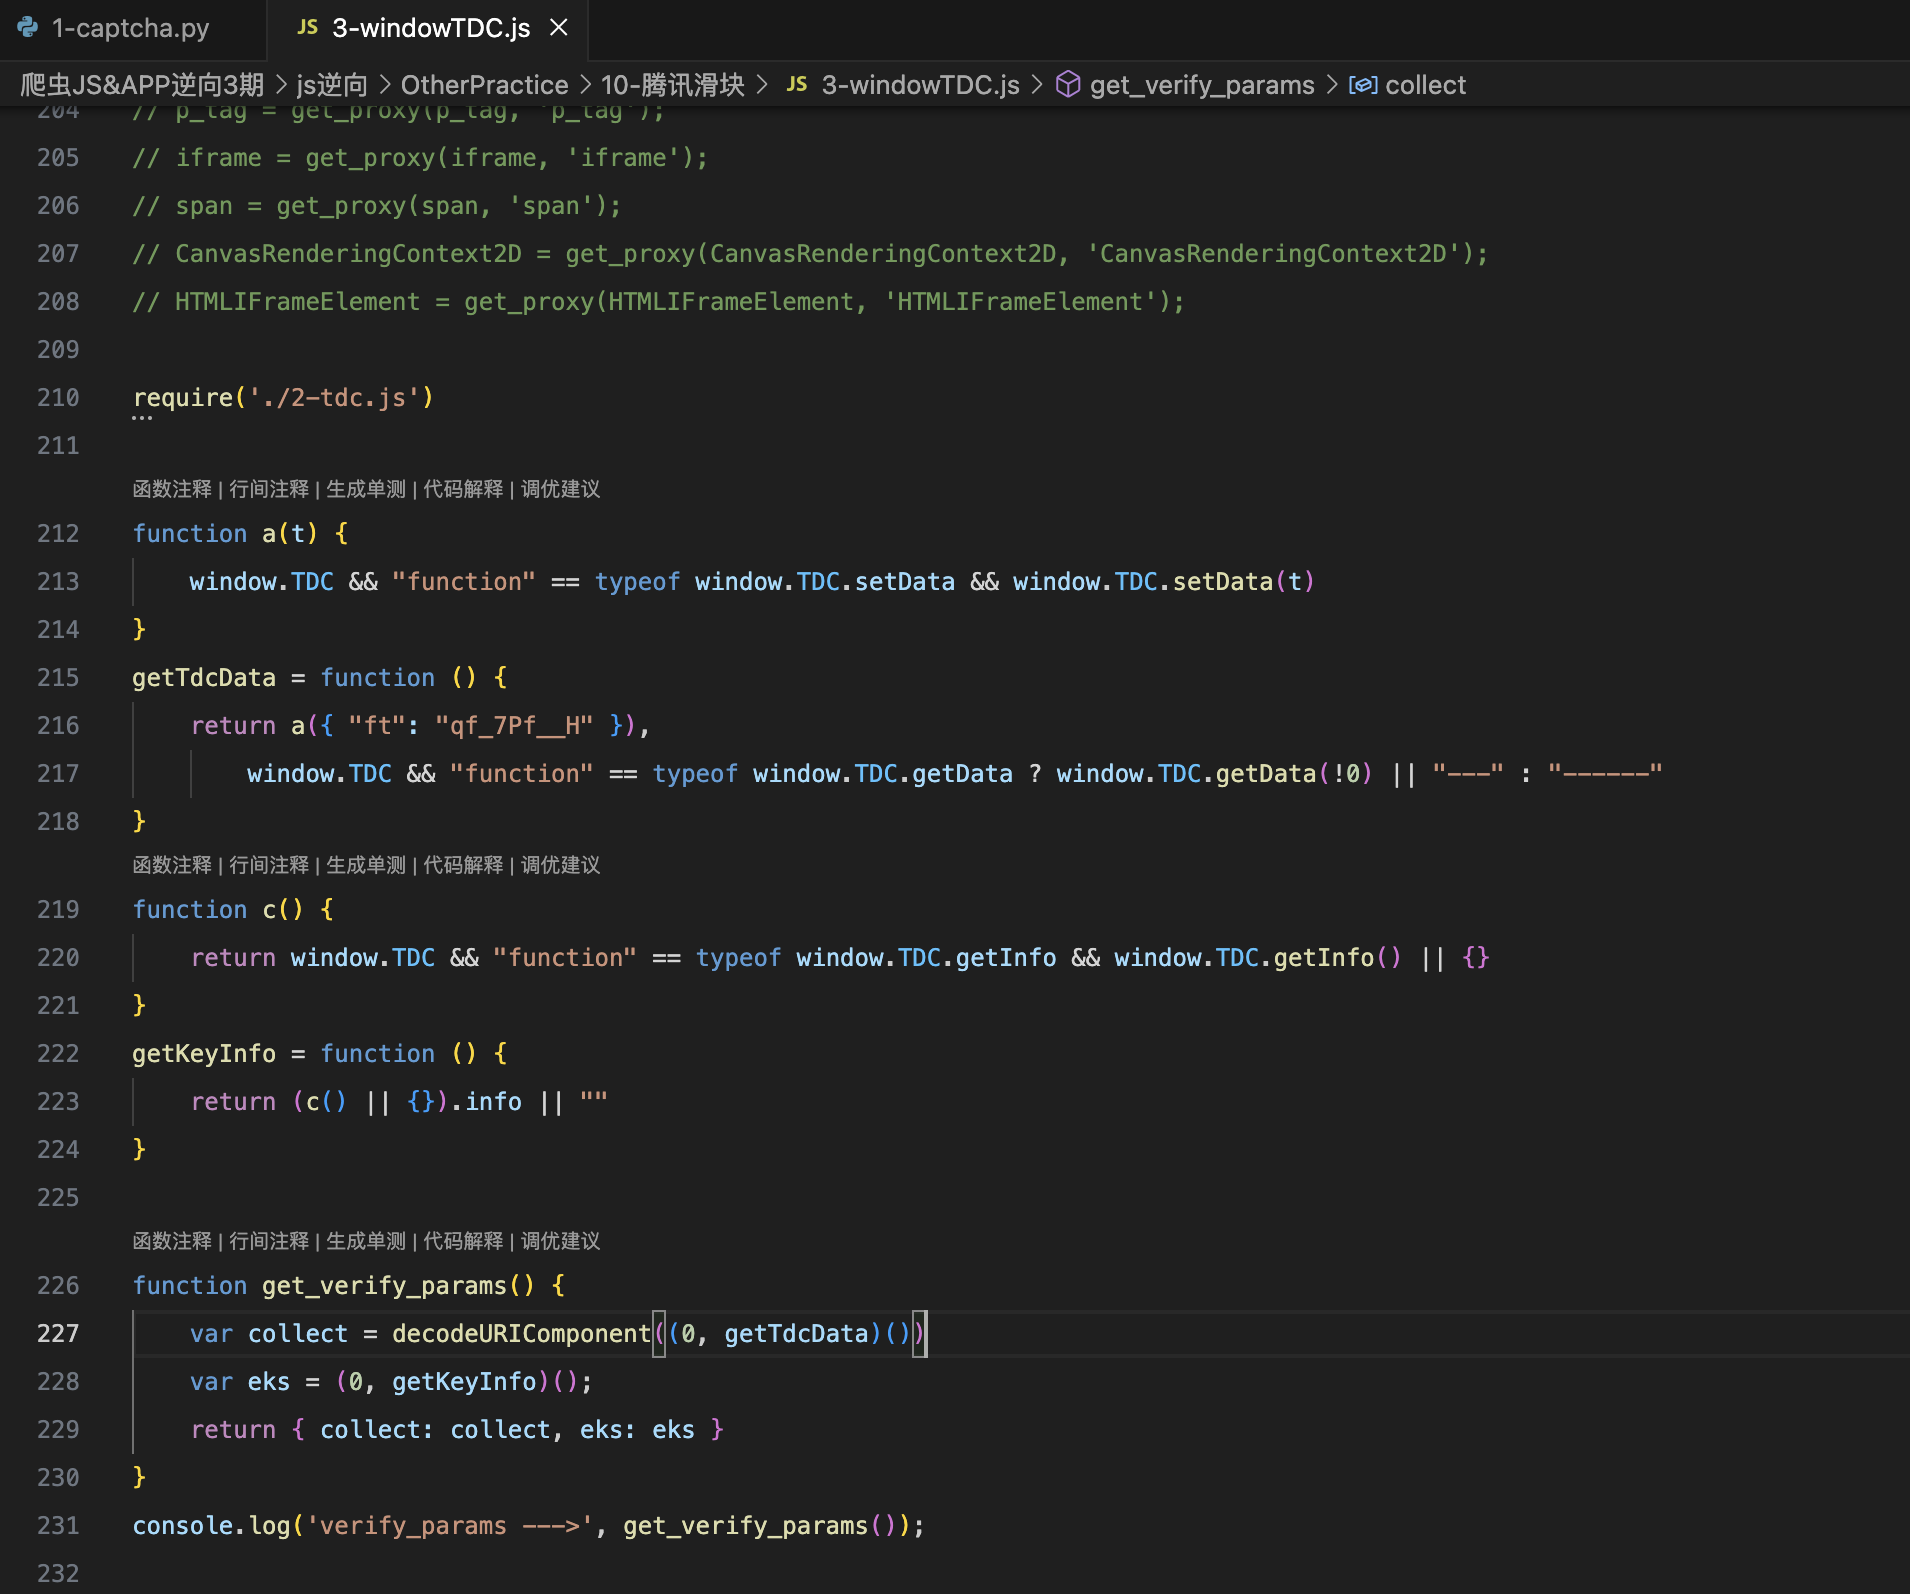 1-captcha.py
JS 3-windowTDC.js ×
爬虫JS&APP逆向3期 > js逆向 > OtherPractice > 10-腾讯滑块 > JS 3-windowTDC.js > get_verify_params > collect
204 // p_tag = get_proxy(p_tag, 'p_tag');
205 // iframe = get_proxy(iframe, 'iframe');
206 // span = get_proxy(span, 'span');
207 // CanvasRenderingContext2D = get_proxy(CanvasRenderingContext2D, 'CanvasRenderingContext2D');
208 // HTMLIFrameElement = get_proxy(HTMLIFrameElement, 'HTMLIFrameElement');
209
210 require('./2-tdc.js')
211
函数注释 | 行间注释 | 生成单测 | 代码解释 | 调优建议
212 function a(t) {
213     window.TDC && "function" == typeof window.TDC.setData && window.TDC.setData(t)
214 }
215 getTdcData = function () {
216     return a({ "ft": "qf_7Pf__H" }),
217         window.TDC && "function" == typeof window.TDC.getData ? window.TDC.getData(!0) || "---" : "------"
218 }
函数注释 | 行间注释 | 生成单测 | 代码解释 | 调优建议
219 function c() {
220     return window.TDC && "function" == typeof window.TDC.getInfo && window.TDC.getInfo() || {}
221 }
222 getKeyInfo = function () {
223     return (c() || {}).info || ""
224 }
225
函数注释 | 行间注释 | 生成单测 | 代码解释 | 调优建议
226 function get_verify_params() {
227     var collect = decodeURIComponent((0, getTdcData)())
228     var eks = (0, getKeyInfo)();
229     return { collect: collect, eks: eks }
230 }
231 console.log('verify_params --->', get_verify_params());
232